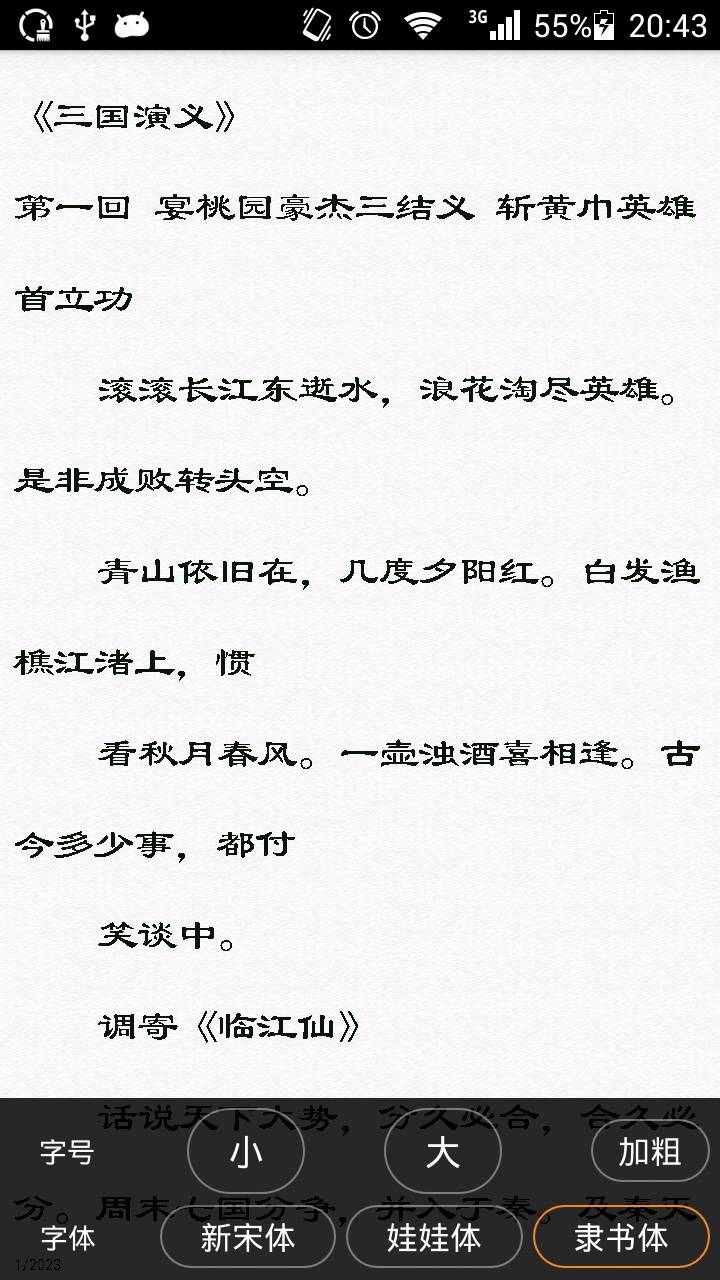 3G 55% 20:43
《三国演义》
第一回 宴桃园豪杰三结义 斩黄巾英雄
首立功
滚滚长江东逝水，浪花淘尽英雄。
是非成败转头空。
青山依旧在，几度夕阳红。白发渔
樵江渚上，惯
看秋月春风。一壶浊酒喜相逢。古
今多少事，都付
笑谈中。
调寄《临江仙》
话说天下大势，分久必合，合久必
字号 小 大 加粗
分。周末七国分争，并入于秦。及秦灭
字体 新宋体 娃娃体 隶书体
1/2023